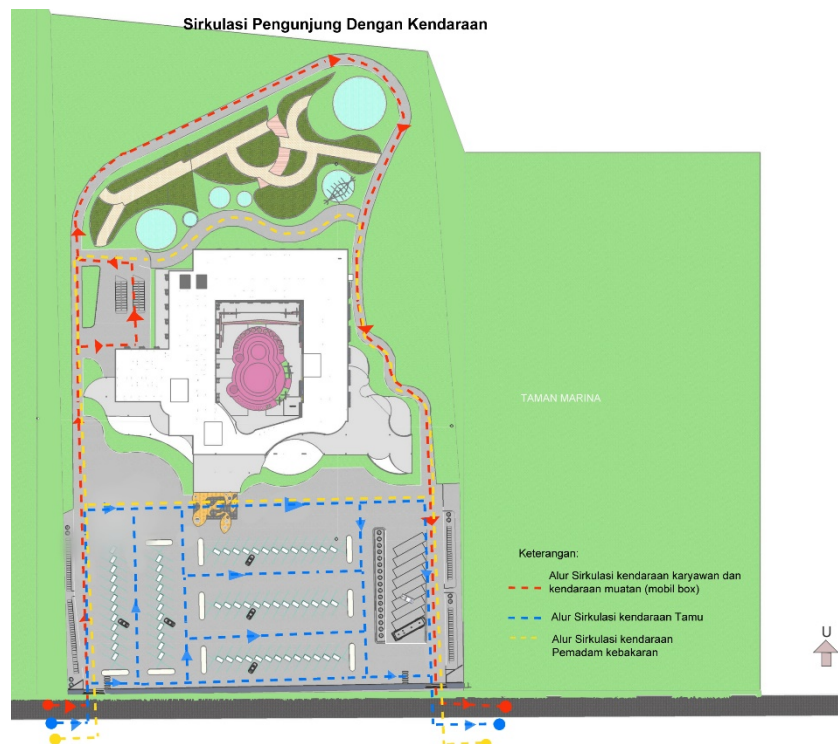 Sirkulasi Pengunjung Dengan Kendaraan
TAMAN MARINA
Keterangan:
Alur Sirkulasi kendaraan karyawan dan
kendaraan muatan (mobil box)
Alur Sirkulasi kendaraan Tamu
Alur Sirkulasi kendaraan
Pemadam kebakaran
U